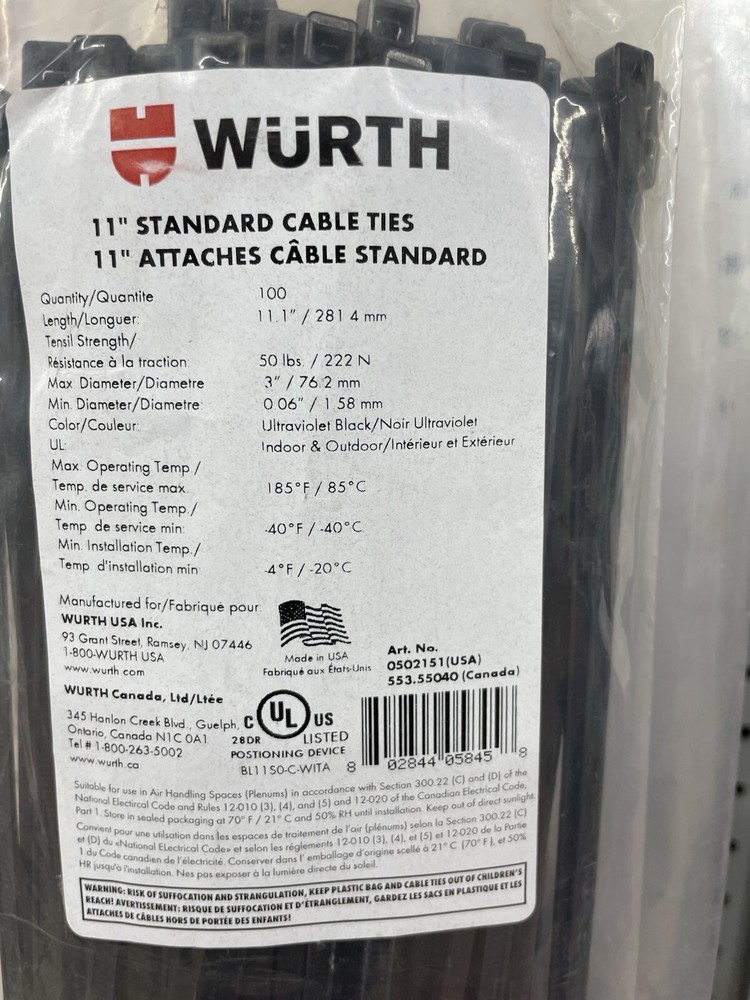 WÜRTH
11" STANDARD CABLE TIES
11" ATTACHES CÂBLE STANDARD
Quantity/Quantite 100
Length/Longuer: 11.1" / 281 4 mm
Tensil Strength/
Résistance à la traction: 50 lbs. / 222 N
Max Diameter/Diametre 3" / 76.2 mm
Min. Diameter/Diametre: 0.06" / 1.58 mm
Color/Couleur: Ultraviolet Black/Noir Ultraviolet
UL: Indoor & Outdoor/Intérieur et Extérieur
Max. Operating Temp./
Temp. de service max. 185°F / 85°C
Min. Operating Temp./
Temp. de service min: -40°F / -40°C
Min. Installation Temp./
Temp d'installation min -4°F / -20°C
Manufactured for/Fabriqué pour
WURTH USA Inc.
93 Grant Street, Ramsey, NJ 07446
1-800-WURTH USA
www.wurth.com
Made in USA
Fabriqué aux États-Unis
Art. No.
0502151(USA)
553.55040 (Canada)
WURTH Canada, Ltd/Ltée
345 Hanlon Creek Blvd., Guelph,
Ontario, Canada N1C 0A1
Tel # 1-800-263-5002
www.wurth.ca
C UL US
28DR LISTED
POSTIONING DEVICE
BL11S0-C-WITA
8 02844 05845 8
Suitable for use in Air Handling Spaces (Plenums) in accordance with Section 300.22 (C) and (D) of the
National Electircal Code and Rules 12-010 (3), (4), and (5) and 12-020 of the Canadian Electrical Code,
Part 1. Store in sealed packaging at 70° F / 21° C and 50% RH until installation. Keep out of direct sunlight.
Convient pour une utilisation dans les espaces de traitement de l'air (plénums) selon la Section 300.22 (C)
et (D) du «National Electical Code» et selon les réglements 12-010 (3), (4), et (5) et 12-020 de la Partie
1 du Code canadien de l'électricité. Conserver dans l' emballage d'origine scellé à 21° C (70° F), et 50%
HR jusqu'à l'installation. Nes pas exposer à la lumière directe du soleil.
WARNING: RISK OF SUFFOCATION AND STRANGULATION, KEEP PLASTIC BAG AND CABLE TIES OUT OF CHILDREN'S
REACH! AVERTISSEMENT: RISQUE DE SUFFOCATION ET D'ÉTRANGLEMENT, GARDEZ LES SACS EN PLASTIQUE ET LES
ATTACHES DE CÂBLES HORS DE PORTÉE DES ENFANTS!